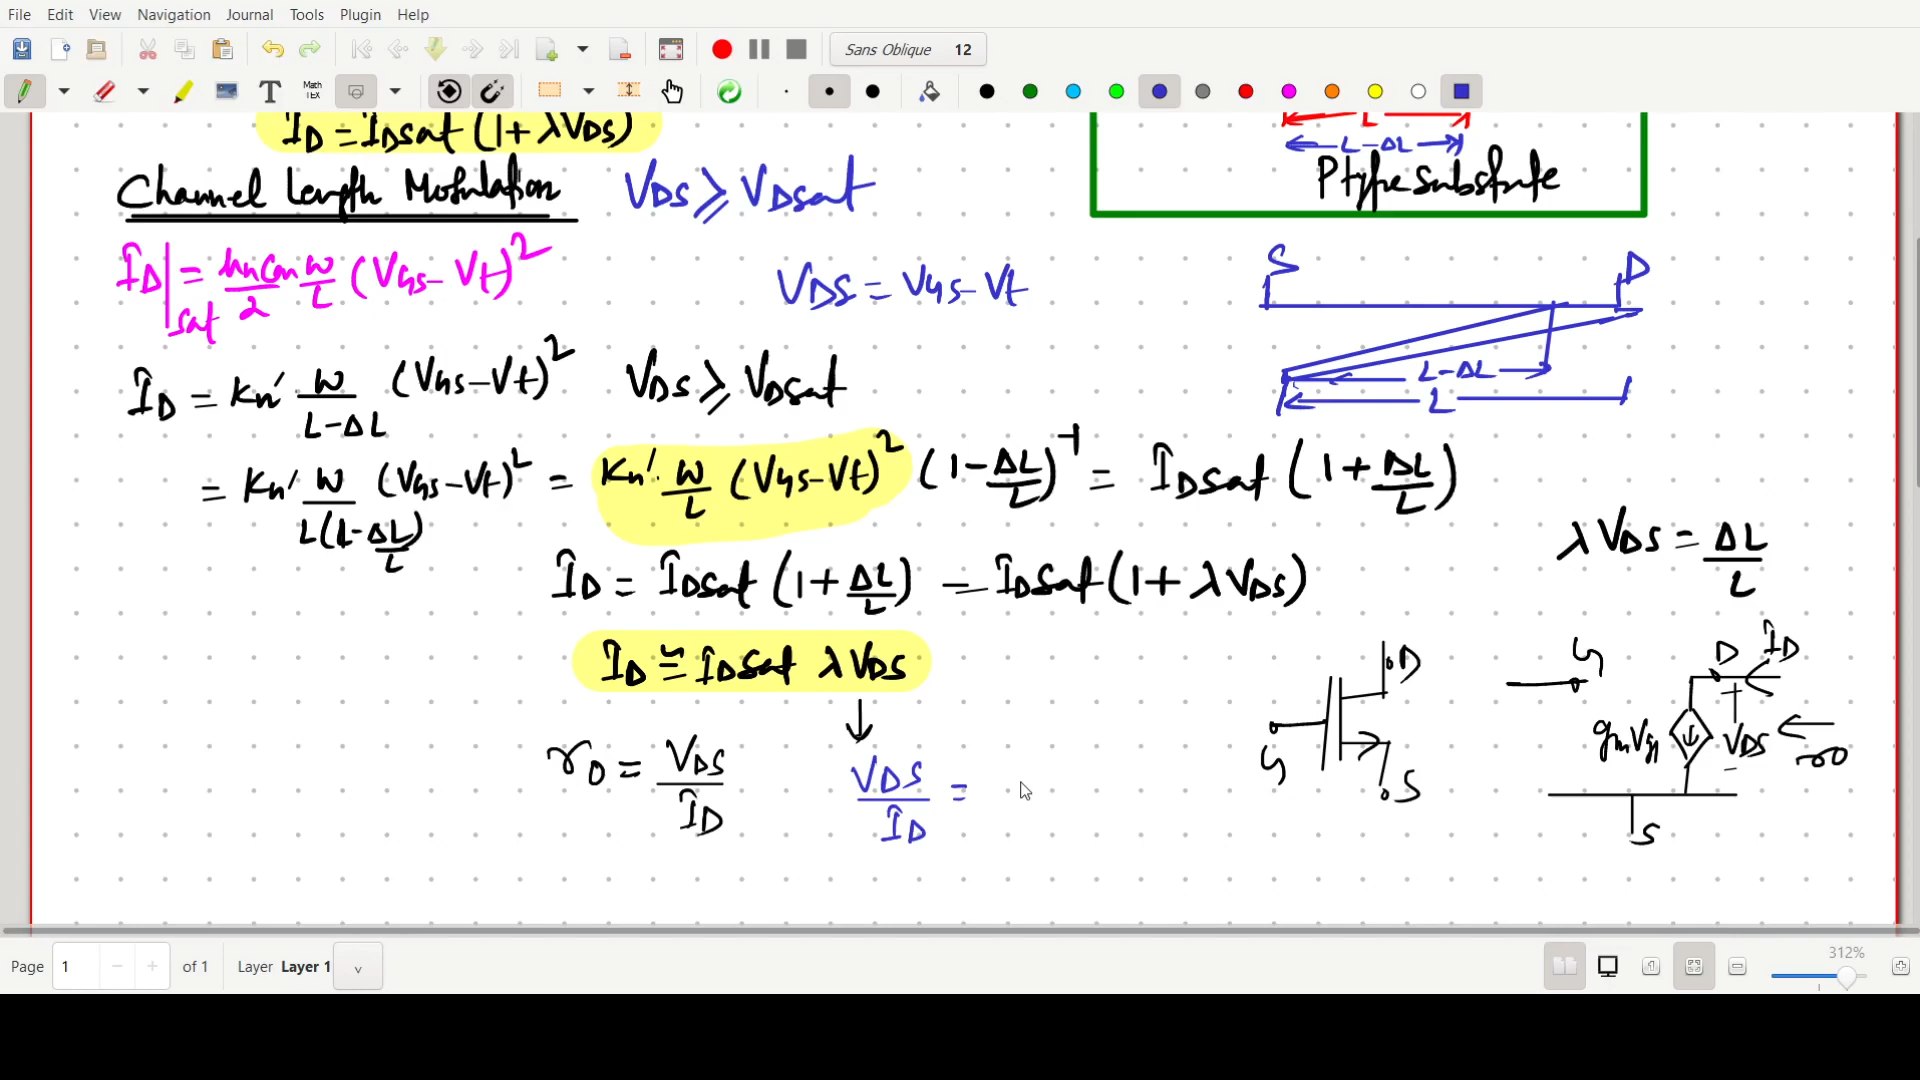 File Edit View Navigation Journal Tools Plugin Help
Sans Oblique 12
T Math TEX
ID = IDsat (1+λVDS)
Channel Length Modulation VDS ⩾ VDsat
L
L-ΔL
P type Substrate
ID|sat = μnCox/2 W/L (VGS-Vt)²
VDS = VGS-Vt
S D
ID = Kn' W/(L-ΔL) (VGS-Vt)² VDS ⩾ VDsat
L-ΔL
L
= Kn' W/(L(1-ΔL/L)) (VGS-Vt)² = Kn' W/L (VGS-Vt)² (1-ΔL/L)⁻¹ = IDsat (1+ΔL/L)
λVDS = ΔL/L
ID = IDsat (1+ΔL/L) = IDsat (1+λVDS)
ID ≅ IDsat λVDS
↓
G D S
G D ID
gmVgs + VDS - ro
S
ro = VDS/ID VDS/ID =
Page 1 of 1 Layer Layer 1
312%